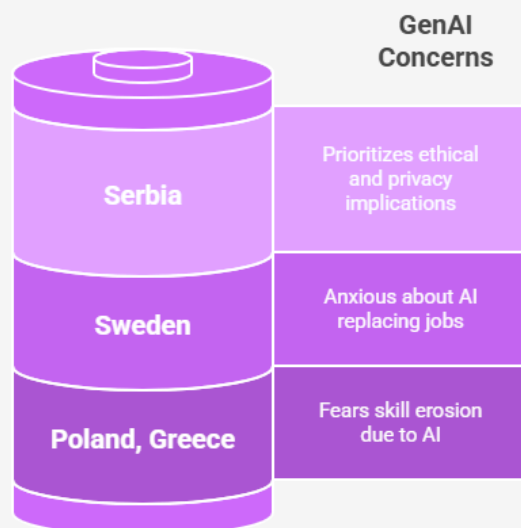 GenAI
Concerns
Serbia
Prioritizes ethical
and privacy
implications
Sweden
Anxious about AI
replacing jobs
Poland, Greece
Fears skill erosion
due to AI